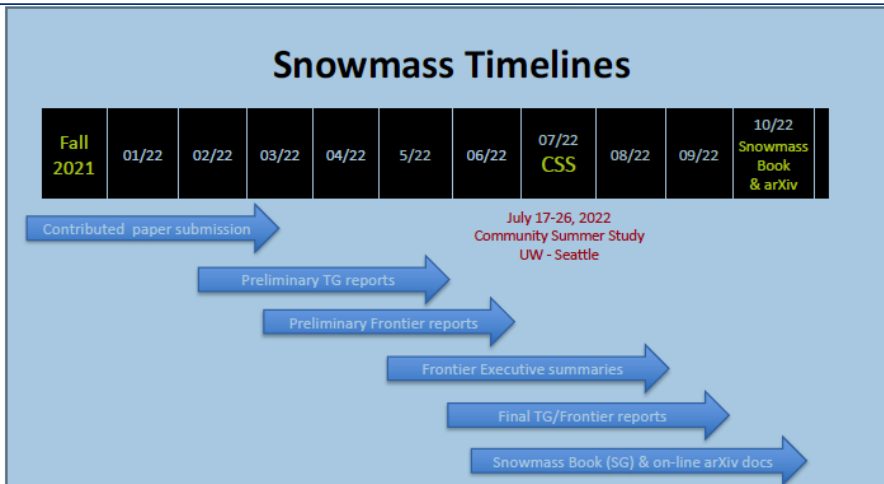 Snowmass Timelines
Fall
2021
01/22
02/22
03/22
04/22
5/22
06/22
07/22
CSS
08/22
09/22
10/22
Snowmass
Book
& arXiv
Contributed paper submission
July 17-26, 2022
Community Summer Study
UW - Seattle
Preliminary TG reports
Preliminary Frontier reports
Frontier Executive summaries
Final TG/Frontier reports
Snowmass Book (SG) & on-line arXiv docs